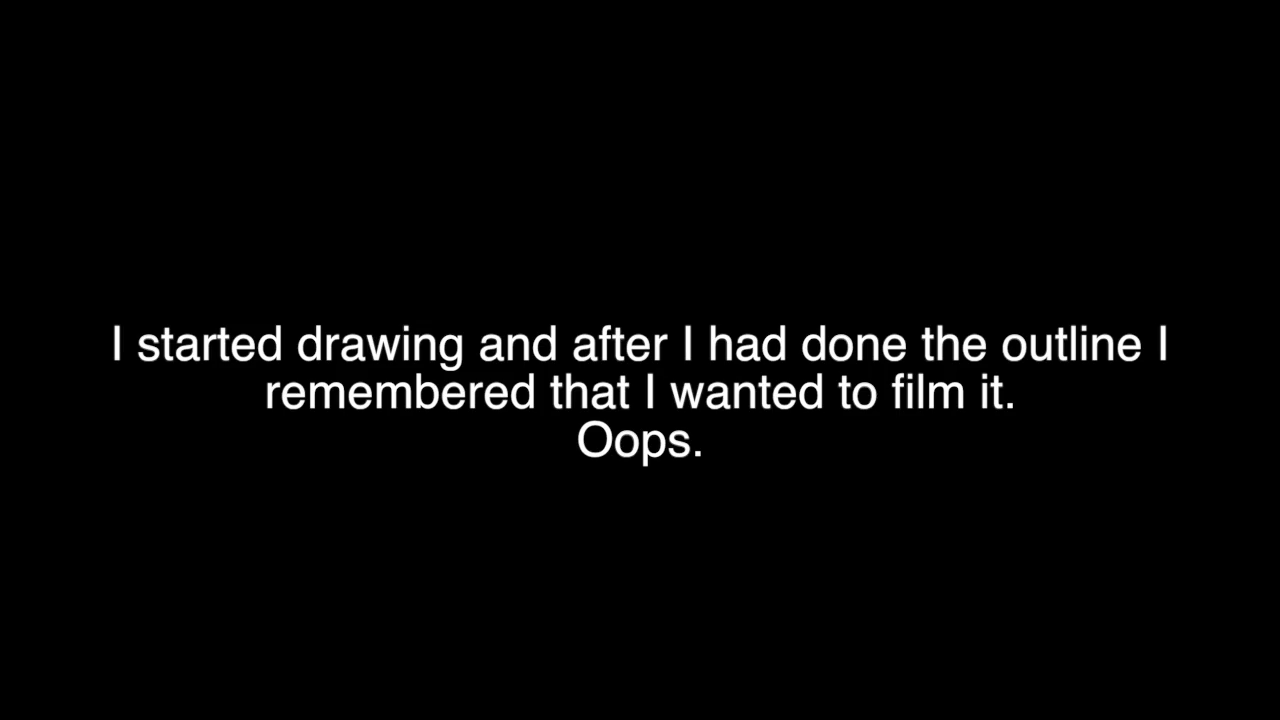 I started drawing and after I had done the outline I
remembered that I wanted to film it.
Oops.